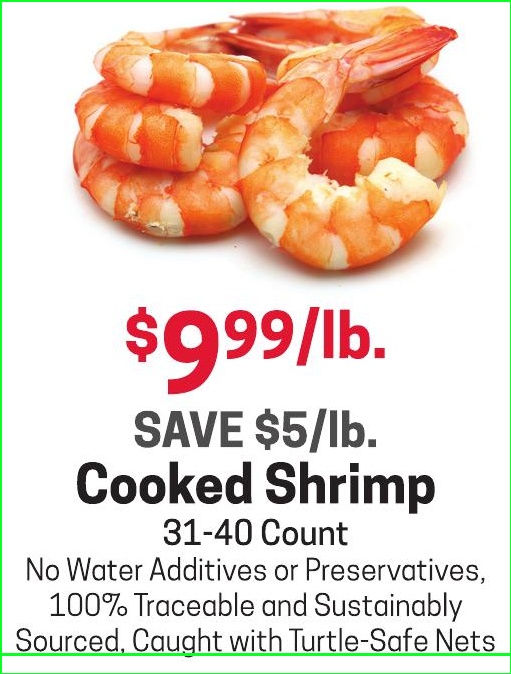 $9.99/lb.
SAVE $5/lb.
Cooked Shrimp
31-40 Count
No Water Additives or Preservatives,
100% Traceable and Sustainably
Sourced, Caught with Turtle-Safe Nets